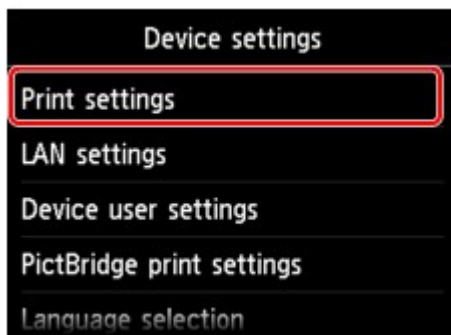 Device settings
Print settings
LAN settings
Device user settings
PictBridge print settings
Language selection